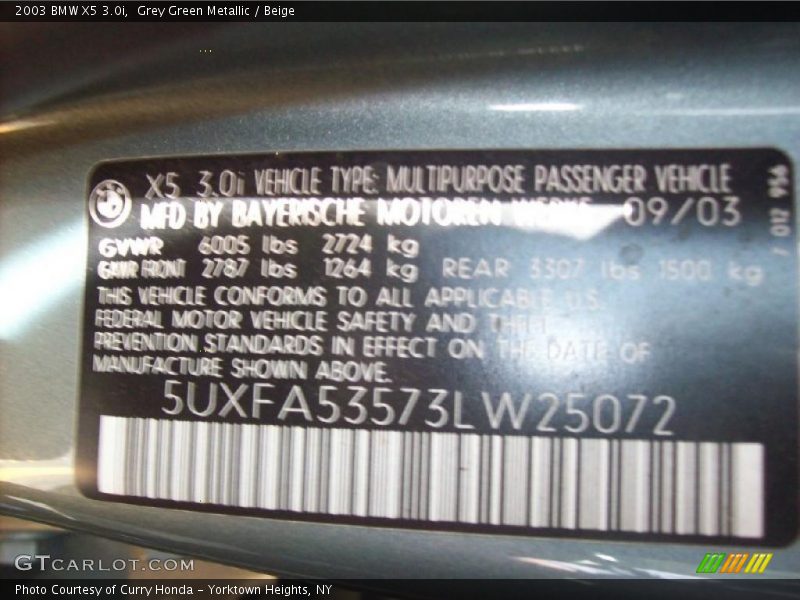 2003 BMW X5 3.0i,  Grey Green Metallic / Beige
X5 3.0i VEHICLE TYPE: MULTIPURPOSE PASSENGER VEHICLE
MFD BY BAYERISCHE MOTOREN WERKE 09/03
GVWR 6005 lbs 2724 kg
GAWR FRONT 2787 lbs 1264 kg REAR 3307 lbs 1500 kg
THIS VEHICLE CONFORMS TO ALL APPLICABLE U.S.
FEDERAL MOTOR VEHICLE SAFETY AND THEFT
PREVENTION STANDARDS IN EFFECT ON THE DATE OF
MANUFACTURE SHOWN ABOVE.
5UXFA53573LW25072
/ 012 956
GTCARLOT.COM
Photo Courtesy of Curry Honda - Yorktown Heights, NY